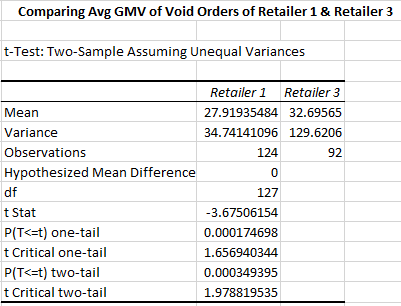 Comparing Avg GMV of Void Orders of Retailer 1 & Retailer 3
t-Test: Two-Sample Assuming Unequal Variances
Retailer 1 Retailer 3
Mean 27.91935484 32.69565
Variance 34.74141096 129.6206
Observations 124 92
Hypothesized Mean Difference 0
df 127
t Stat -3.67506154
P(T<=t) one-tail 0.000174698
t Critical one-tail 1.656940344
P(T<=t) two-tail 0.000349395
t Critical two-tail 1.978819535